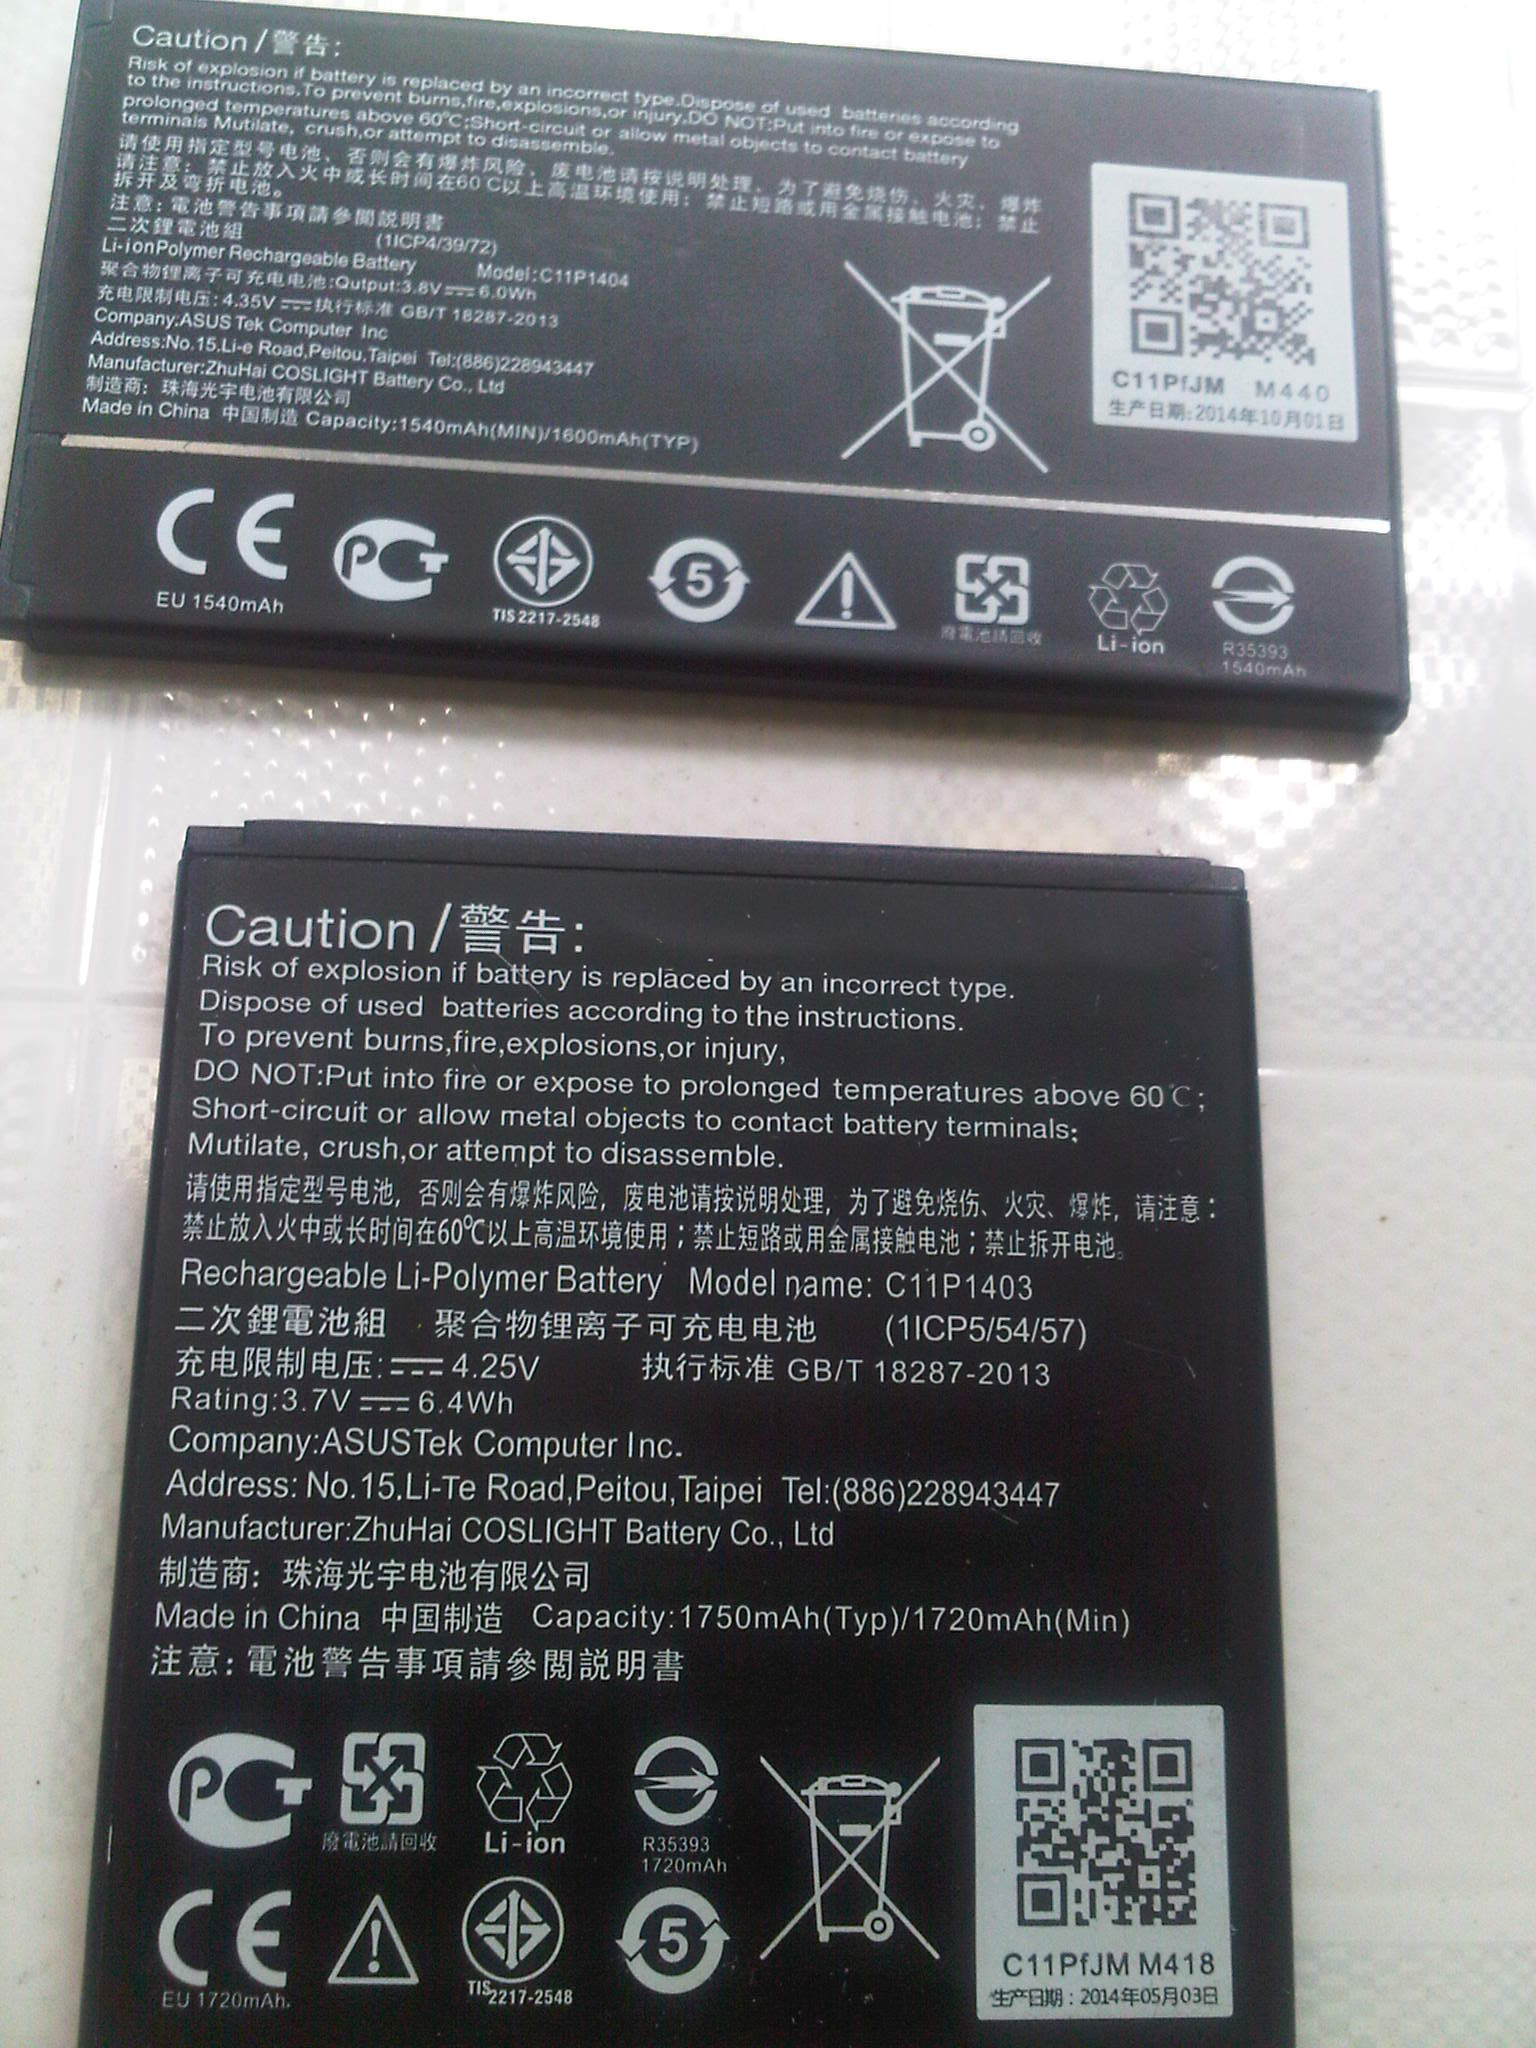 Caution/警告:
Risk of explosion if battery is replaced by an incorrect type.Dispose of used batteries according
to the instructions.To prevent burns,fire,explosions,or injury.DO NOT:Put into fire or expose to
prolonged temperatures above 60℃;Short-circuit or allow metal objects to contact battery
terminals Mutilate, crush,or attempt to disassemble.
请使用指定型号电池、否则会有爆炸风险、废电池请按说明处理、为了避免烧伤、火灾、爆炸
请注意：禁止放入火中或长时间在60℃以上高温环境使用；禁止短路或用金属接触电池；禁止
拆开及弯折电池。
注意：電池警告事項請參閱説明書
二次鋰電池組 (1ICP4/39/72)
Li-ionPolymer Rechargeable Battery Model:C11P1404
聚合物锂离子可充电电池:Output:3.8V 6.0Wh
充电限制电压: 4.35V 执行标准 GB/T 18287-2013
Company:ASUS Tek Computer Inc
Address:No.15,Li-e Road,Peitou,Taipei Tel:(886)228943447
Manufacturer:ZhuHai COSLIGHT Battery Co., Ltd
制造商：珠海光宇电池有限公司
Made in China 中国制造 Capacity:1540mAh(MIN)/1600mAh(TYP)
C11PfJM M440
生产日期:2014年10月01日
CE
EU 1540mAh
PCT
TIS 2217-2548
5
廢電池請回收
Li-ion
R35393
1540mAh
Caution/警告:
Risk of explosion if battery is replaced by an incorrect type.
Dispose of used batteries according to the instructions.
To prevent burns,fire,explosions,or injury,
DO NOT:Put into fire or expose to prolonged temperatures above 60℃;
Short-circuit or allow metal objects to contact battery terminals;
Mutilate, crush,or attempt to disassemble.
请使用指定型号电池，否则会有爆炸风险，废电池请按说明处理，为了避免烧伤、火灾、爆炸，请注意：
禁止放入火中或长时间在60℃以上高温环境使用；禁止短路或用金属接触电池；禁止拆开电池。
Rechargeable Li-Polymer Battery Model name: C11P1403
二次鋰電池組 聚合物锂离子可充电电池 (1ICP5/54/57)
充电限制电压: 4.25V 执行标准 GB/T 18287-2013
Rating:3.7V 6.4Wh
Company:ASUSTek Computer Inc.
Address: No.15,Li-Te Road,Peitou,Taipei Tel:(886)228943447
Manufacturer:ZhuHai COSLIGHT Battery Co., Ltd
制造商：珠海光宇电池有限公司
Made in China 中国制造 Capacity:1750mAh(Typ)/1720mAh(Min)
注意：電池警告事項請參閱説明書
PCT
廢電池請回收
Li-ion
R35393
1720mAh
CE
EU 1720mAh.
TIS 2217-2548
5
C11PfJM M418
生产日期：2014年05月03日